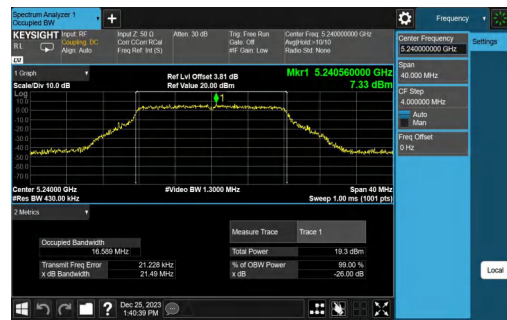 Spectrum Analyzer 1
Occupied BW
+
Frequency
KEYSIGHT
RL
LV
Input: RF
Coupling: DC
Align: Auto
Input Z: 50 Ω
Corr CCorr RCal
Freq Ref: Int (S)
Atten: 30 dB
Trig: Free Run
Gate: Off
#IF Gain: Low
Center Freq: 5.240000000 GHz
Avg|Hold:>10/10
Radio Std: None
Center Frequency
5.240000000 GHz
Settings
Span
40.000 MHz
CF Step
4.000000 MHz
Auto
Man
Freq Offset
0 Hz
Local
1 Graph
Scale/Div 10.0 dB
Ref Lvl Offset 3.81 dB
Ref Value 20.00 dBm
Mkr1 5.240560000 GHz
7.33 dBm
Log
10.0
0.00
-10.0
-20.0
-30.0
-40.0
-50.0
-60.0
-70.0
1
Center 5.24000 GHz
#Res BW 430.00 kHz
#Video BW 1.3000 MHz
Span 40 MHz
Sweep 1.00 ms (1001 pts)
2 Metrics
Measure Trace
Trace 1
Occupied Bandwidth
16.589 MHz
Total Power
19.3 dBm
Transmit Freq Error
21.228 kHz
% of OBW Power
99.00 %
x dB Bandwidth
21.49 MHz
x dB
-26.00 dB
?
Dec 25, 2023
1:40:39 PM